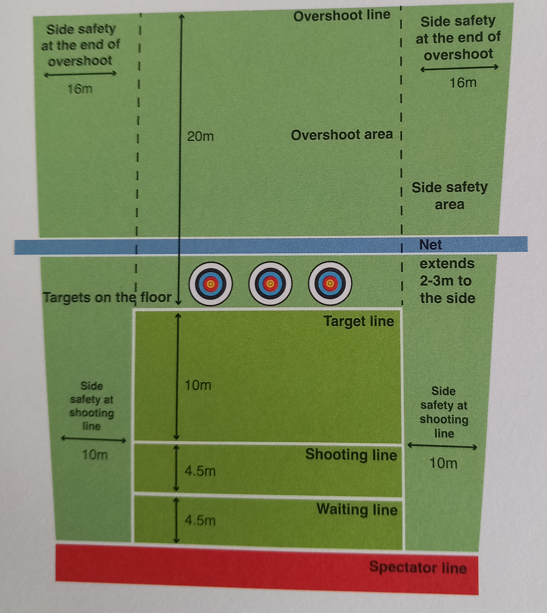 Overshoot line
Side safety
at the end of
overshoot
16m
Side safety
at the end of
overshoot
16m
20m
Overshoot area
Side safety
area
Net
extends
2-3m to
the side
Targets on the floor
Target line
10m
Side
safety at
shooting
line
10m
Side
safety at
shooting
line
10m
Shooting line
4.5m
Waiting line
4.5m
Spectator line